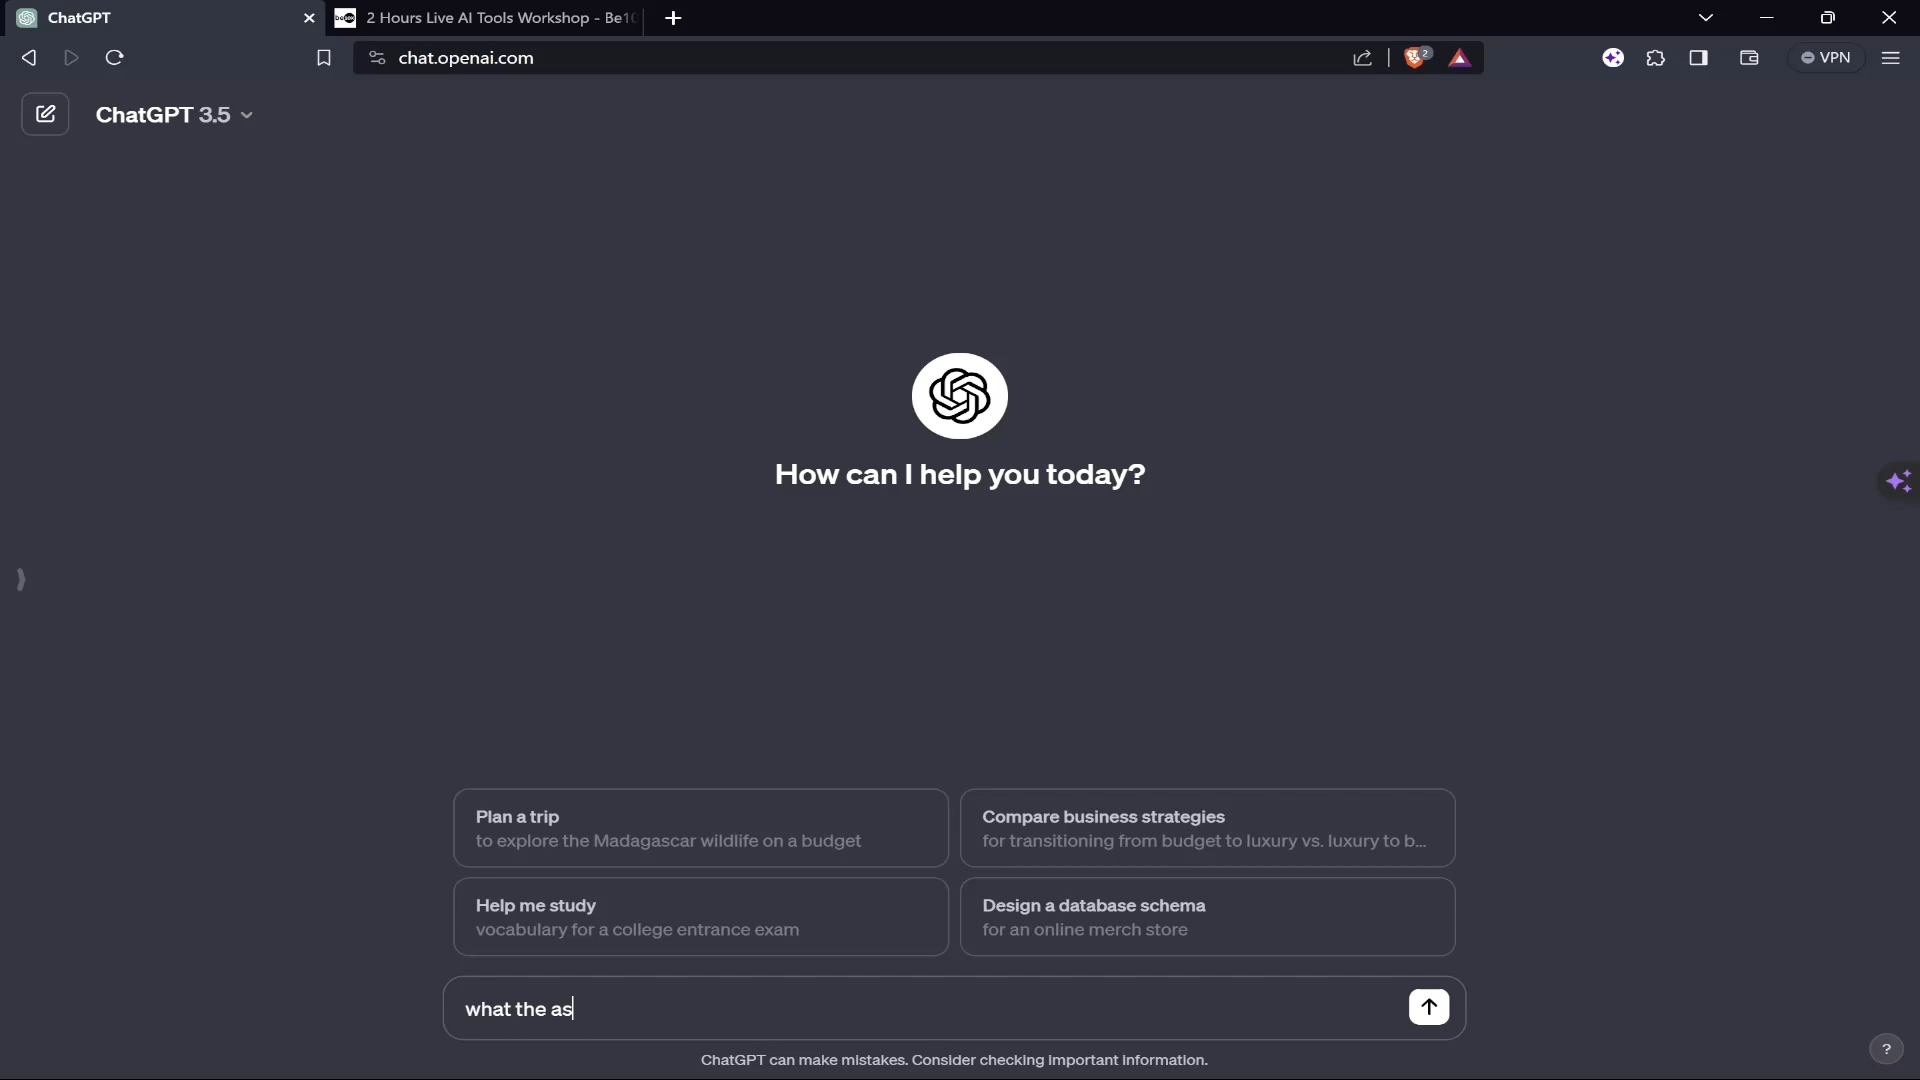 ChatGPT
2 Hours Live AI Tools Workshop - Be10
chat.openai.com
2
VPN
ChatGPT 3.5
How can I help you today?
Plan a trip
to explore the Madagascar wildlife on a budget
Compare business strategies
for transitioning from budget to luxury vs. luxury to b...
Help me study
vocabulary for a college entrance exam
Design a database schema
for an online merch store
what the as
ChatGPT can make mistakes. Consider checking important information.
?